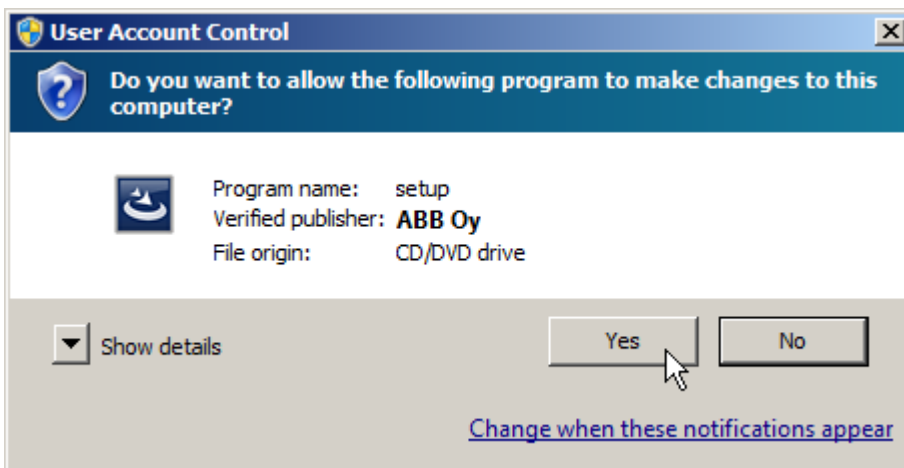 User Account Control
Do you want to allow the following program to make changes to this
computer?
Program name: setup
Verified publisher: ABB Oy
File origin: CD/DVD drive
Show details
Yes
No
Change when these notifications appear